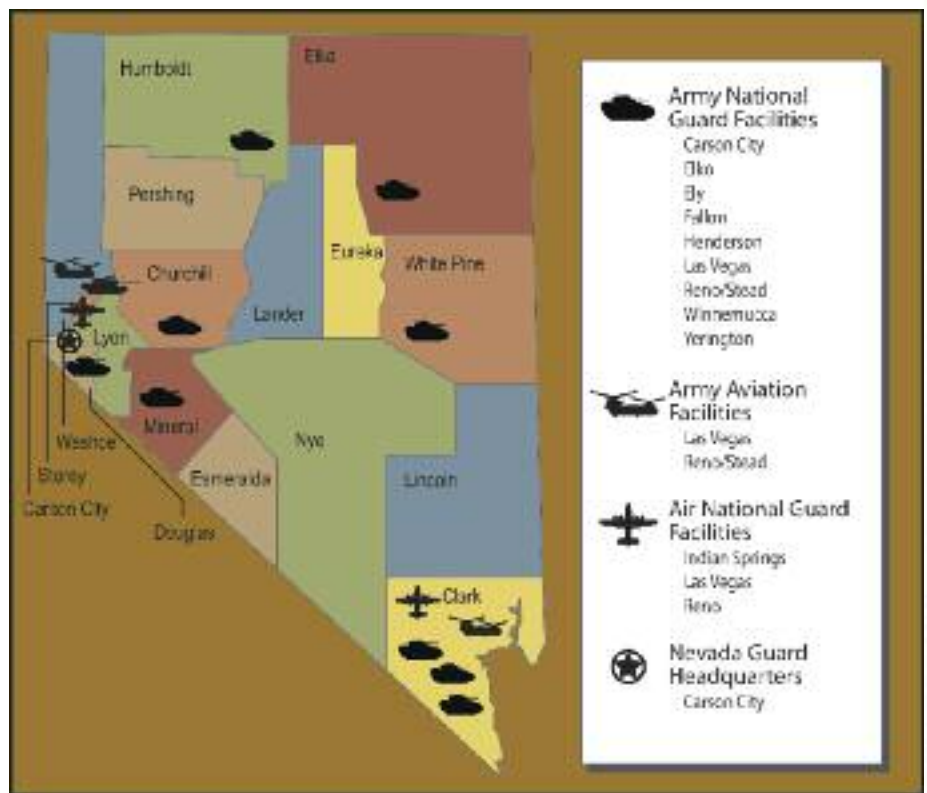 Humboldt
Elko
Pershing
Eureka
White Pine
Churchill
Lander
Lyon
Mineral
Nye
Washoe
Storey
Esmeralda
Lincoln
Carson City
Douglas
Clark
Army National
Guard Facilities
Carson City
Elko
Ely
Fallon
Henderson
Las Vegas
Reno/Stead
Winnemucca
Yerington
Army Aviation
Facilities
Las Vegas
Reno/Stead
Air National Guard
Facilities
Indian Springs
Las Vegas
Reno
Nevada Guard
Headquarters
Carson City